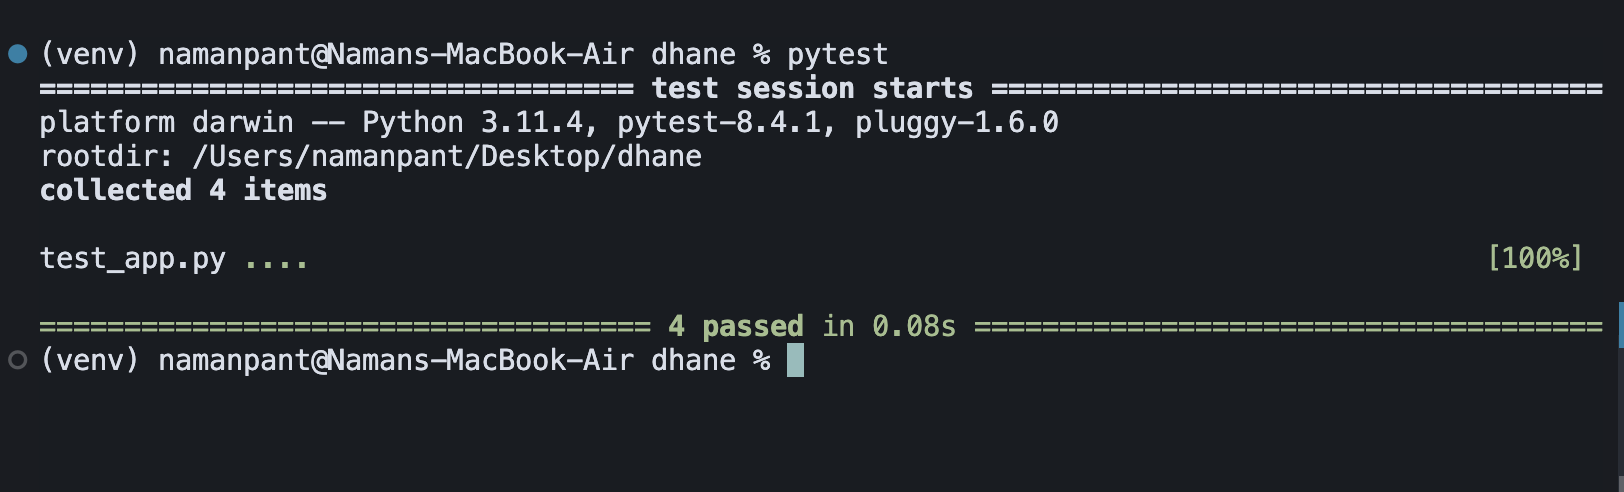 (venv) namanpant@Namans-MacBook-Air dhane % pytest
=================================== test session starts ====================================
platform darwin -- Python 3.11.4, pytest-8.4.1, pluggy-1.6.0
rootdir: /Users/namanpant/Desktop/dhane
collected 4 items
test_app.py .... [100%]
==================================== 4 passed in 0.08s =====================================
(venv) namanpant@Namans-MacBook-Air dhane %